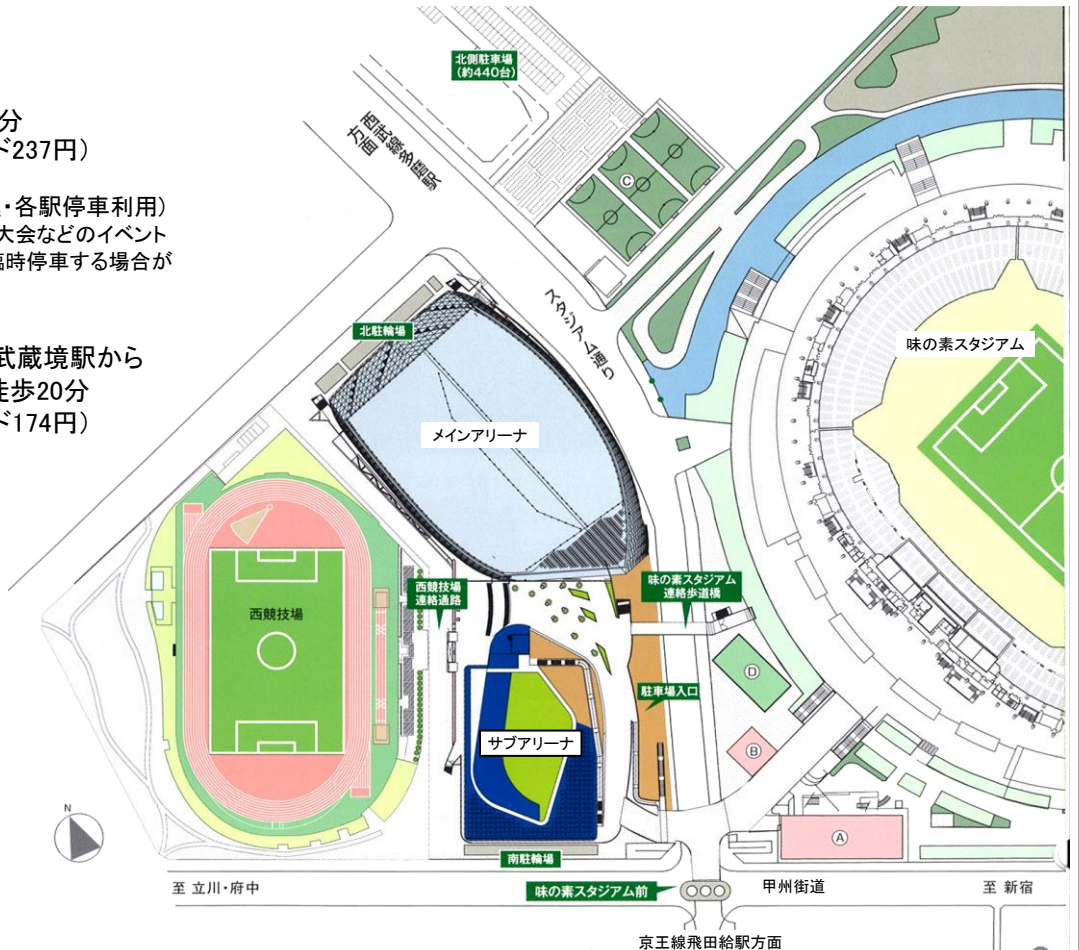 分
ド237円）
・各駅停車利用）
大会などのイベント
臨時停車する場合が
武蔵境駅から
徒歩20分
ド174円）
北側駐車場
（約440台）
西武線多磨駅
方面
C
スタジアム通り
北駐輪場
味の素スタジアム
メインアリーナ
西競技場
連絡通路
味の素スタジアム
連絡歩道橋
西競技場
D
駐車場入口
サブアリーナ
B
N
A
南駐輪場
至 立川・府中
味の素スタジアム前
甲州街道
至 新宿
京王線飛田給駅方面